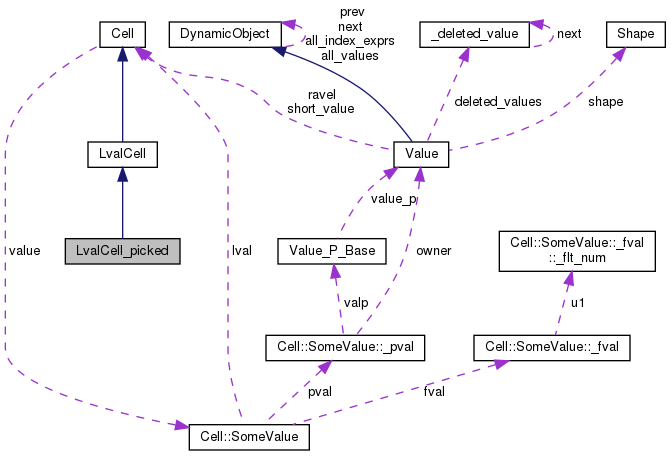 prev
next
all_index_exprs
all_values
Cell
DynamicObject
_deleted_value
next
Shape
ravel
short_value
deleted_values
shape
LvalCell
Value
value_p
LvalCell_picked
value
lval
Value_P_Base
owner
Cell::SomeValue::_fval
::_flt_num
valp
u1
Cell::SomeValue::_pval
Cell::SomeValue::_fval
pval
fval
Cell::SomeValue